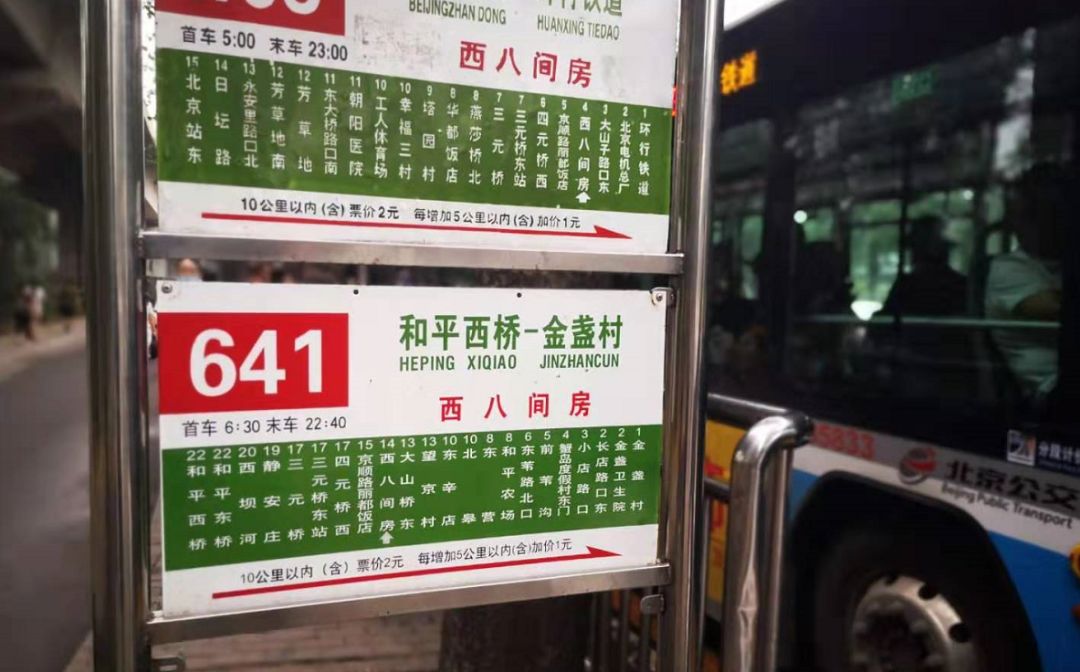 BEIJINGZHAN DONG HUANXING TIEDAO
首车 5:00 末车 23:00
西八间房
15 14 13 12 12 11 11 10 10 9 8 8 7 7 6 5 4 3 2 1
北京站东
日坛路
永安里路口北
芳草地南
芳草地
东大桥路口南
朝阳医院
工人体育场
幸福三村
塔园村
华都饭店
燕莎桥北
三元桥
三元桥东站
四元桥西
京顺路丽都饭店
西八间房
大山子路口东
北京电机总厂
环行铁道
10公里以内(含)票价2元 每增加5公里以内(含)加价1元
641
和平西桥-金盏村
HEPING XIQIAO JINZHANCUN
西八间房
首车 6:30 末车 22:40
22 22 20 19 17 17 17 15 14 13 13 10 10 8 8 6 5 4 3 2 2 1
和平西桥
和平东桥
西坝河
静安庄
三元桥
三元桥东站
四元桥西
京顺路丽都饭店
西八间房
大山桥东
望京村
东辛店
北皋
东营
和平农场
东苇路北口
前苇沟
蟹岛度假村东门
小店路口
长店路口东
金盏卫生院
金盏村
10公里以内(含)票价2元 每增加5公里以内(含)加价1元
铁道
5833
北京公交
Beijing Public Transport
分段计价